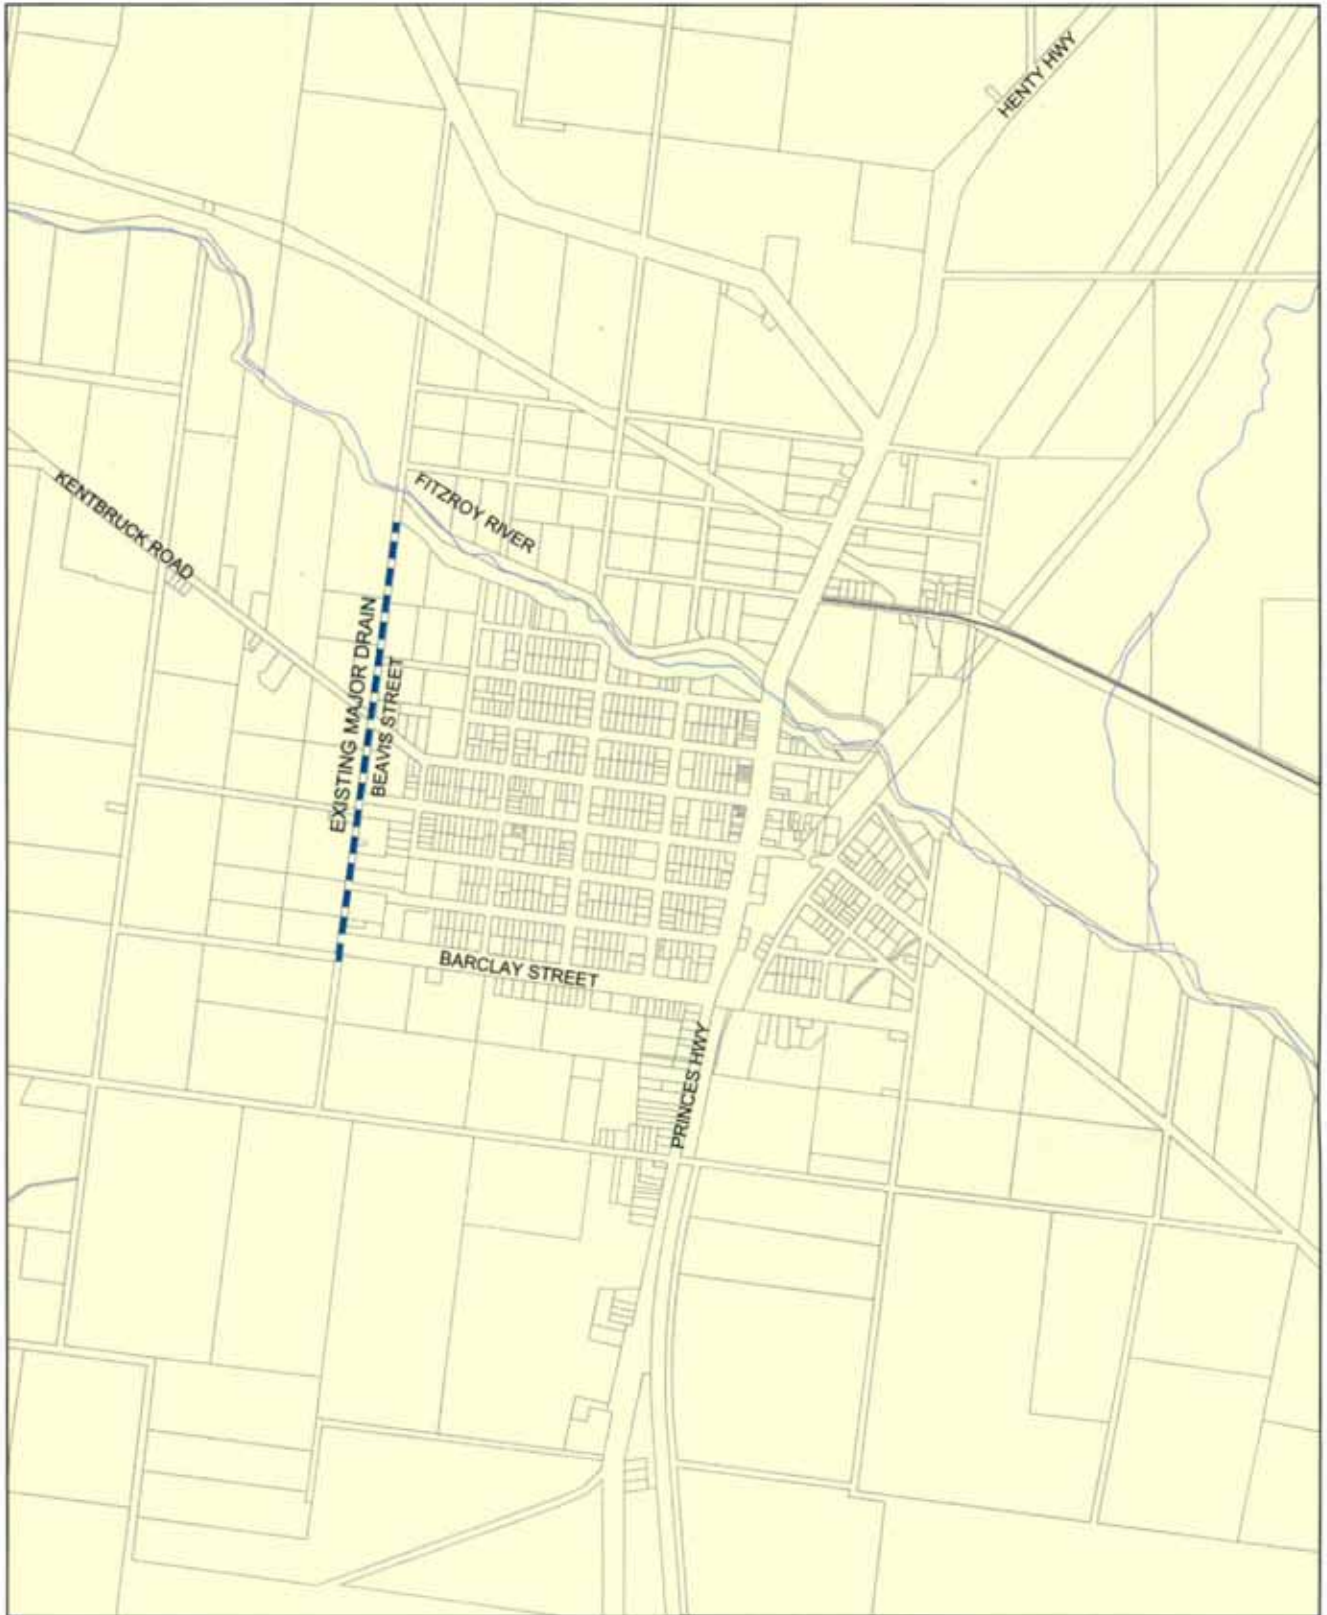 HENTY HWY
KENTBRUCK ROAD
FITZROY RIVER
EXISTING MAJOR DRAIN
BEAVIS STREET
BARCLAY STREET
PRINCES HWY